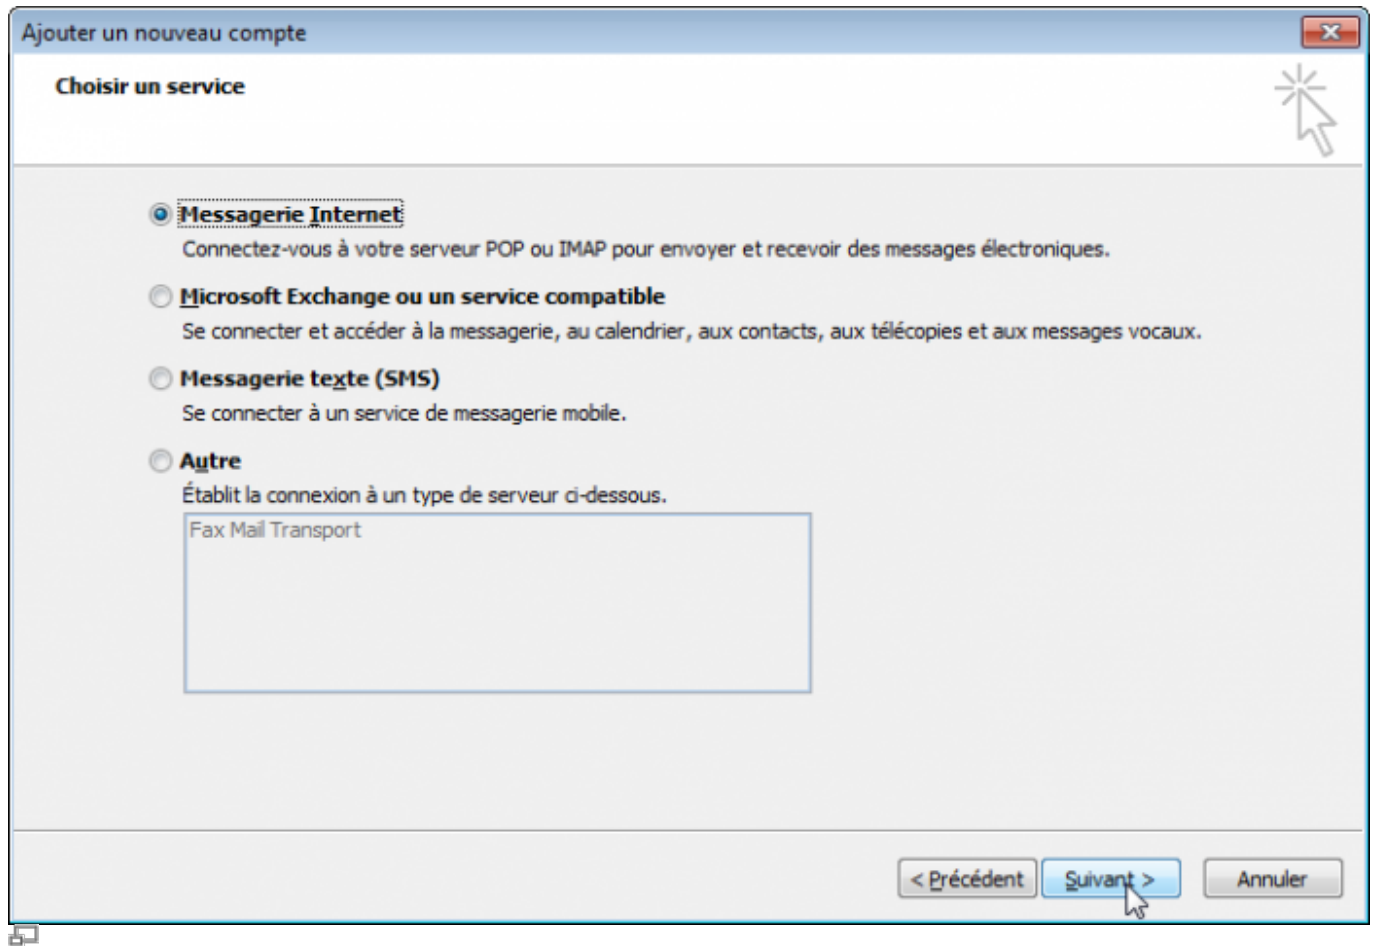 Ajouter un nouveau compte
Choisir un service
Messagerie Internet
Connectez-vous à votre serveur POP ou IMAP pour envoyer et recevoir des messages électroniques.
Microsoft Exchange ou un service compatible
Se connecter et accéder à la messagerie, au calendrier, aux contacts, aux télécopies et aux messages vocaux.
Messagerie texte (SMS)
Se connecter à un service de messagerie mobile.
Autre
Établit la connexion à un type de serveur ci-dessous.
Fax Mail Transport
< Précédent
Suivant >
Annuler